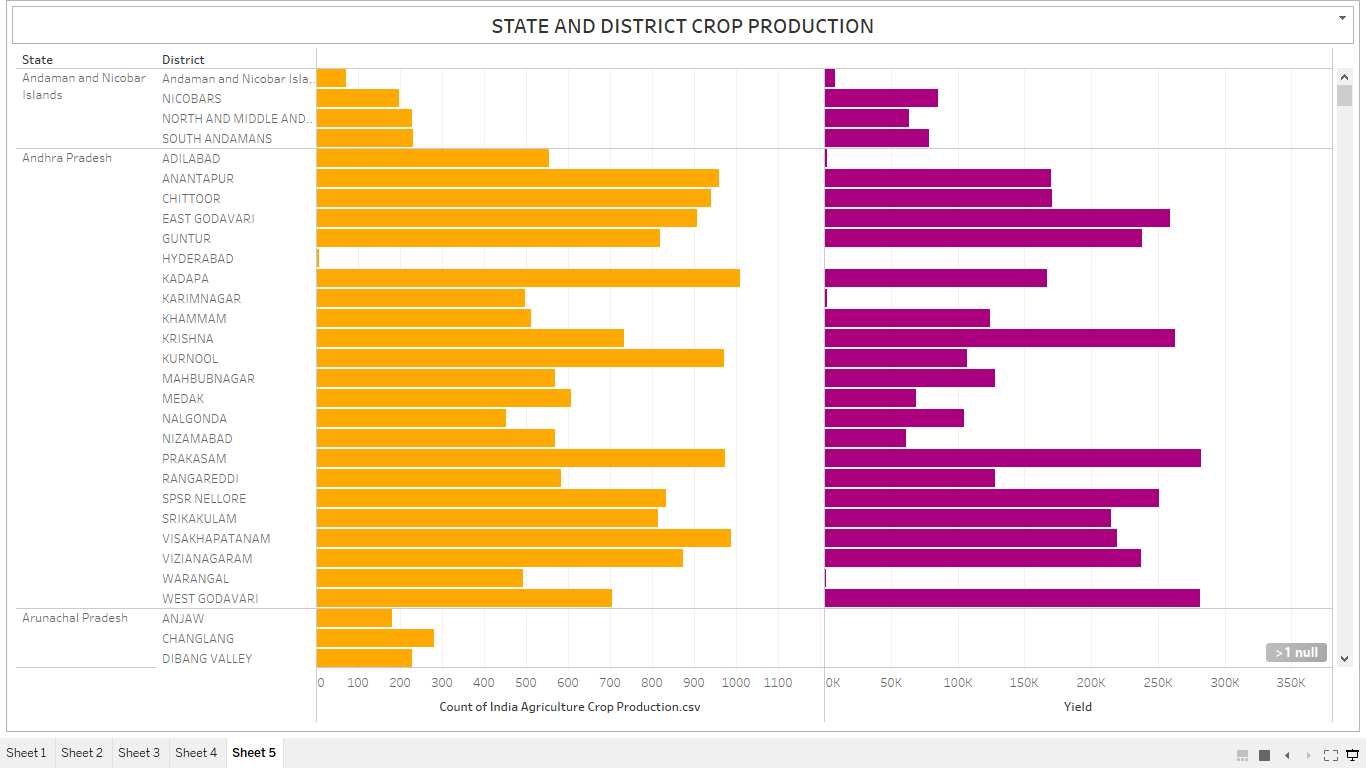 STATE AND DISTRICT CROP PRODUCTION
State District
Andaman and Nicobar Islands
Andaman and Nicobar Isla..
NICOBARS
NORTH AND MIDDLE AND..
SOUTH ANDAMANS
Andhra Pradesh
ADILABAD
ANANTAPUR
CHITTOOR
EAST GODAVARI
GUNTUR
HYDERABAD
KADAPA
KARIMNAGAR
KHAMMAM
KRISHNA
KURNOOL
MAHBUBNAGAR
MEDAK
NALGONDA
NIZAMABAD
PRAKASAM
RANGAREDDI
SPSR NELLORE
SRIKAKULAM
VISAKHAPATANAM
VIZIANAGARAM
WARANGAL
WEST GODAVARI
Arunachal Pradesh
ANJAW
CHANGLANG
DIBANG VALLEY
>1 null
0 100 200 300 400 500 600 700 800 900 1000 1100
0K 50K 100K 150K 200K 250K 300K 350K
Count of India Agriculture Crop Production.csv
Yield
Sheet 1 Sheet 2 Sheet 3 Sheet 4 Sheet 5